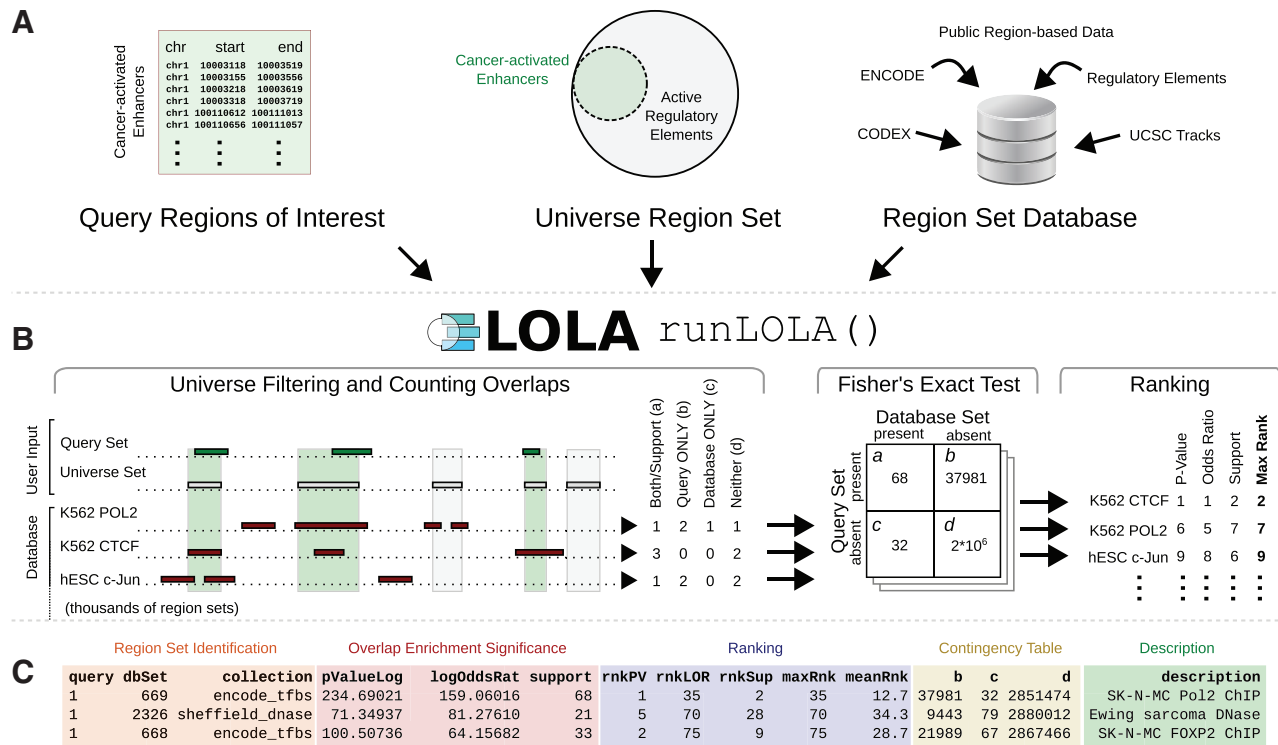 A
Cancer-activated
Enhancers
chr start end
chr1 10003118 10003519
chr1 10003155 10003556
chr1 10003218 10003619
chr1 10003318 10003719
chr1 100110612 100111013
chr1 100110656 100111057
Query Regions of Interest
Cancer-activated
Enhancers
Active
Regulatory
Elements
Universe Region Set
Public Region-based Data
ENCODE
Regulatory Elements
CODEX
UCSC Tracks
Region Set Database
B
LOLA runLOLA()
Universe Filtering and Counting Overlaps
User Input
Query Set
Universe Set
Database
K562 POL2
K562 CTCF
hESC c-Jun
(thousands of region sets)
Both/Support (a)
Query ONLY (b)
Database ONLY (c)
Neither (d)
1 2 1 1
3 0 0 2
1 2 0 2
Fisher's Exact Test
Database Set
present absent
Query Set
present
absent
a 68
b 37981
c 32
d 2*10⁶
Ranking
P-Value
Odds Ratio
Support
Max Rank
K562 CTCF 1 1 2 2
K562 POL2 6 5 7 7
hESC c-Jun 9 8 6 9
C
Region Set Identification Overlap Enrichment Significance Ranking Contingency Table Description
query dbSet collection pValueLog logOddsRat support rnkPV rnkLOR rnkSup maxRnk meanRnk b c d description
1 669 encode_tfbs 234.69021 159.06016 68 1 35 2 35 12.7 37981 32 2851474 SK-N-MC Pol2 ChIP
1 2326 sheffield_dnase 71.34937 81.27610 21 5 70 28 70 34.3 9443 79 2880012 Ewing sarcoma DNase
1 668 encode_tfbs 100.50736 64.15682 33 2 75 9 75 28.7 21989 67 2867466 SK-N-MC FOXP2 ChIP